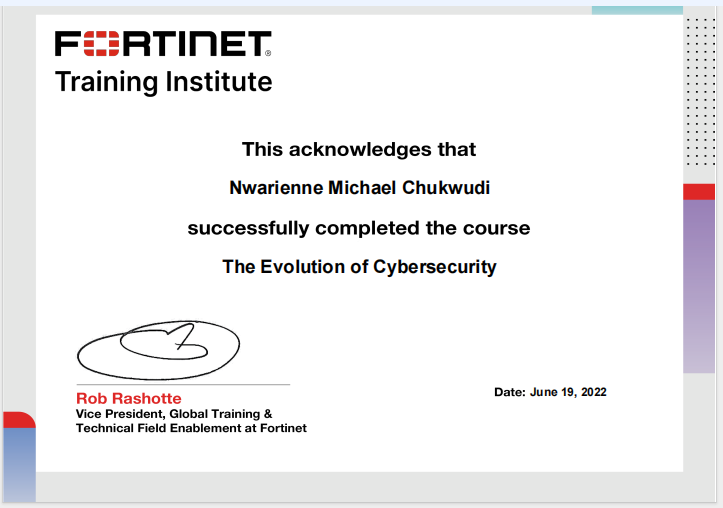 FORTINET®
Training Institute
This acknowledges that
Nwarienne Michael Chukwudi
successfully completed the course
The Evolution of Cybersecurity
Rob Rashotte
Vice President, Global Training &
Technical Field Enablement at Fortinet
Date: June 19, 2022